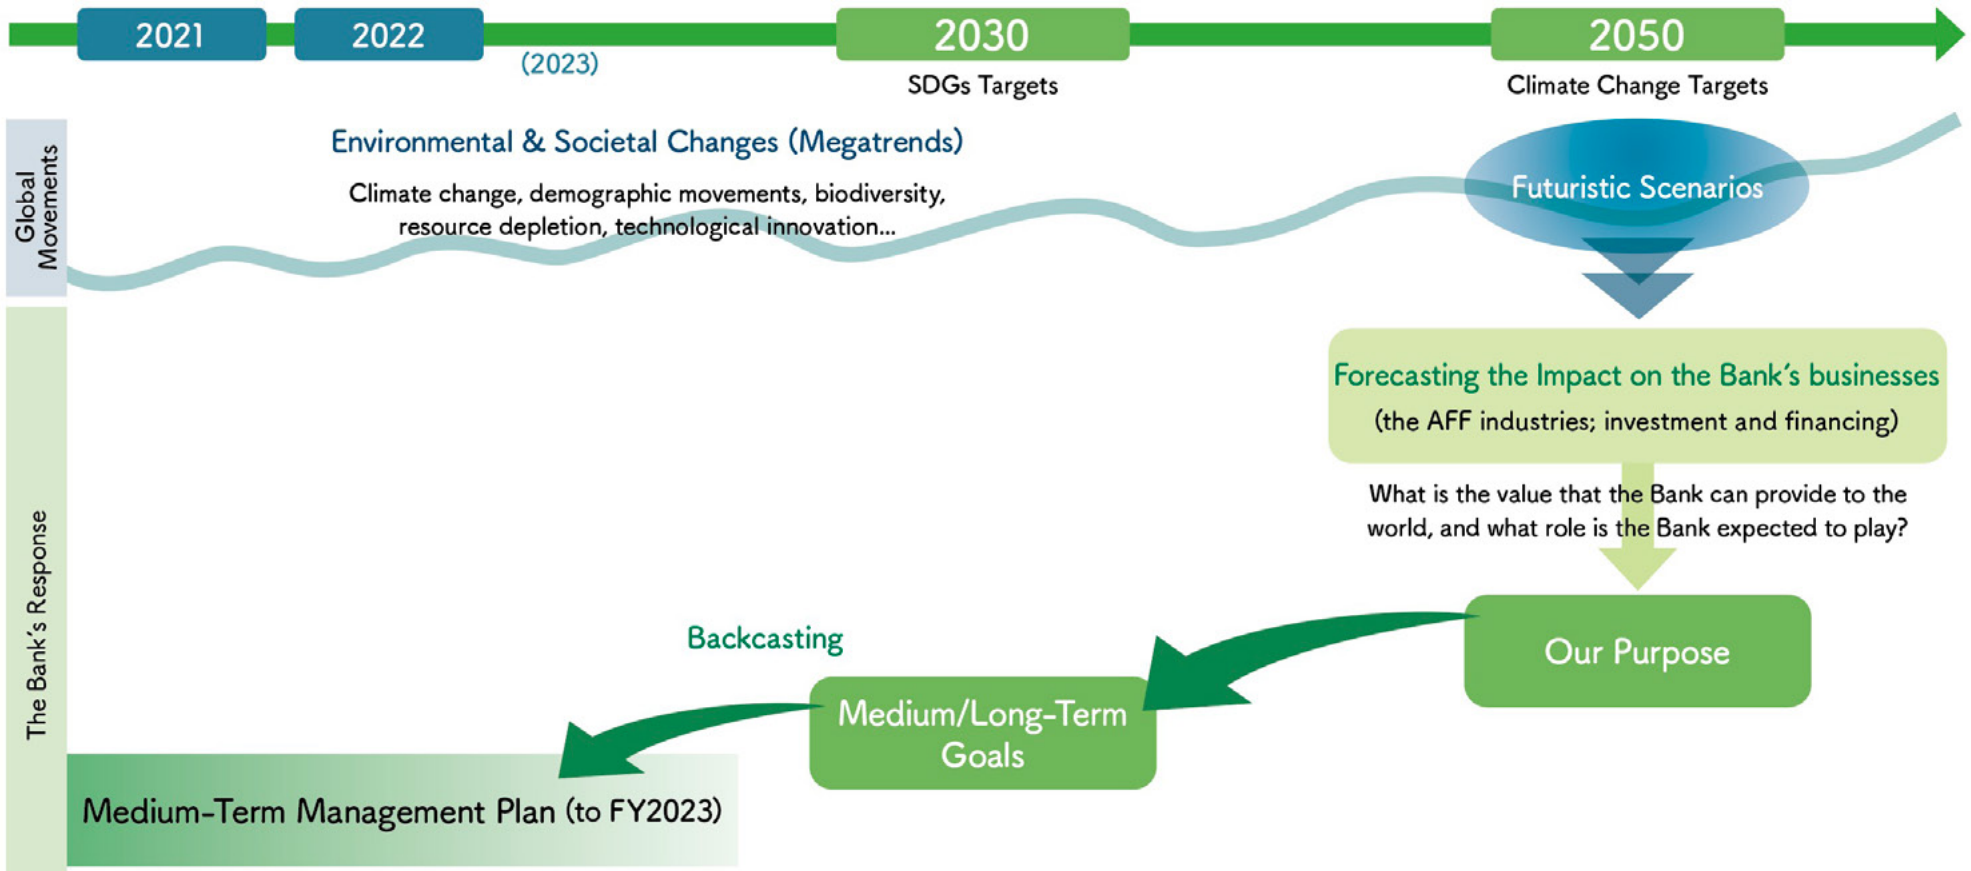 2021
2022
(2023)
2030
SDGs Targets
2050
Climate Change Targets
Global
Movements
Environmental & Societal Changes (Megatrends)
Climate change, demographic movements, biodiversity,
resource depletion, technological innovation...
Futuristic Scenarios
The Bank's Response
Forecasting the Impact on the Bank's businesses
(the AFF industries; investment and financing)
What is the value that the Bank can provide to the
world, and what role is the Bank expected to play?
Our Purpose
Backcasting
Medium/Long-Term
Goals
Medium-Term Management Plan (to FY2023)